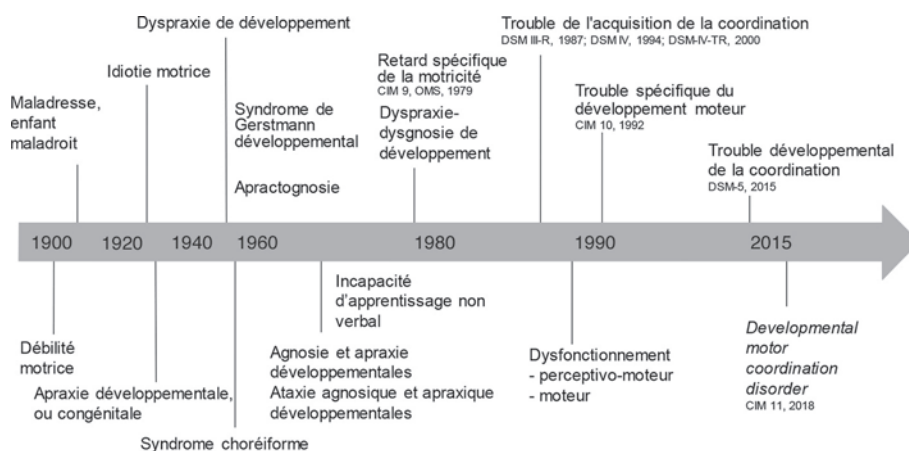 Dyspraxie de développement
Trouble de l'acquisition de la coordination
DSM III-R, 1987; DSM IV, 1994; DSM-IV-TR, 2000
Idiotie motrice
Retard spécifique
de la motricité
CIM 9, OMS, 1979
Maladresse,
enfant
maladroit
Syndrome de
Gerstmann
développemental
Apractognosie
Dyspraxie-
dysgnosie de
développement
Trouble spécifique du
développement moteur
CIM 10, 1992
Trouble développemental
de la coordination
DSM-5, 2015
1900 1920 1940 1960 1980 1990 2015
Débilité
motrice
Apraxie développementale,
ou congénitale
Syndrome choréiforme
Incapacité
d'apprentissage non
verbal
Agnosie et apraxie
développementales
Ataxie agnosique et apraxique
développementales
Dysfonctionnement
- perceptivo-moteur
- moteur
Developmental
motor
coordination
disorder
CIM 11, 2018